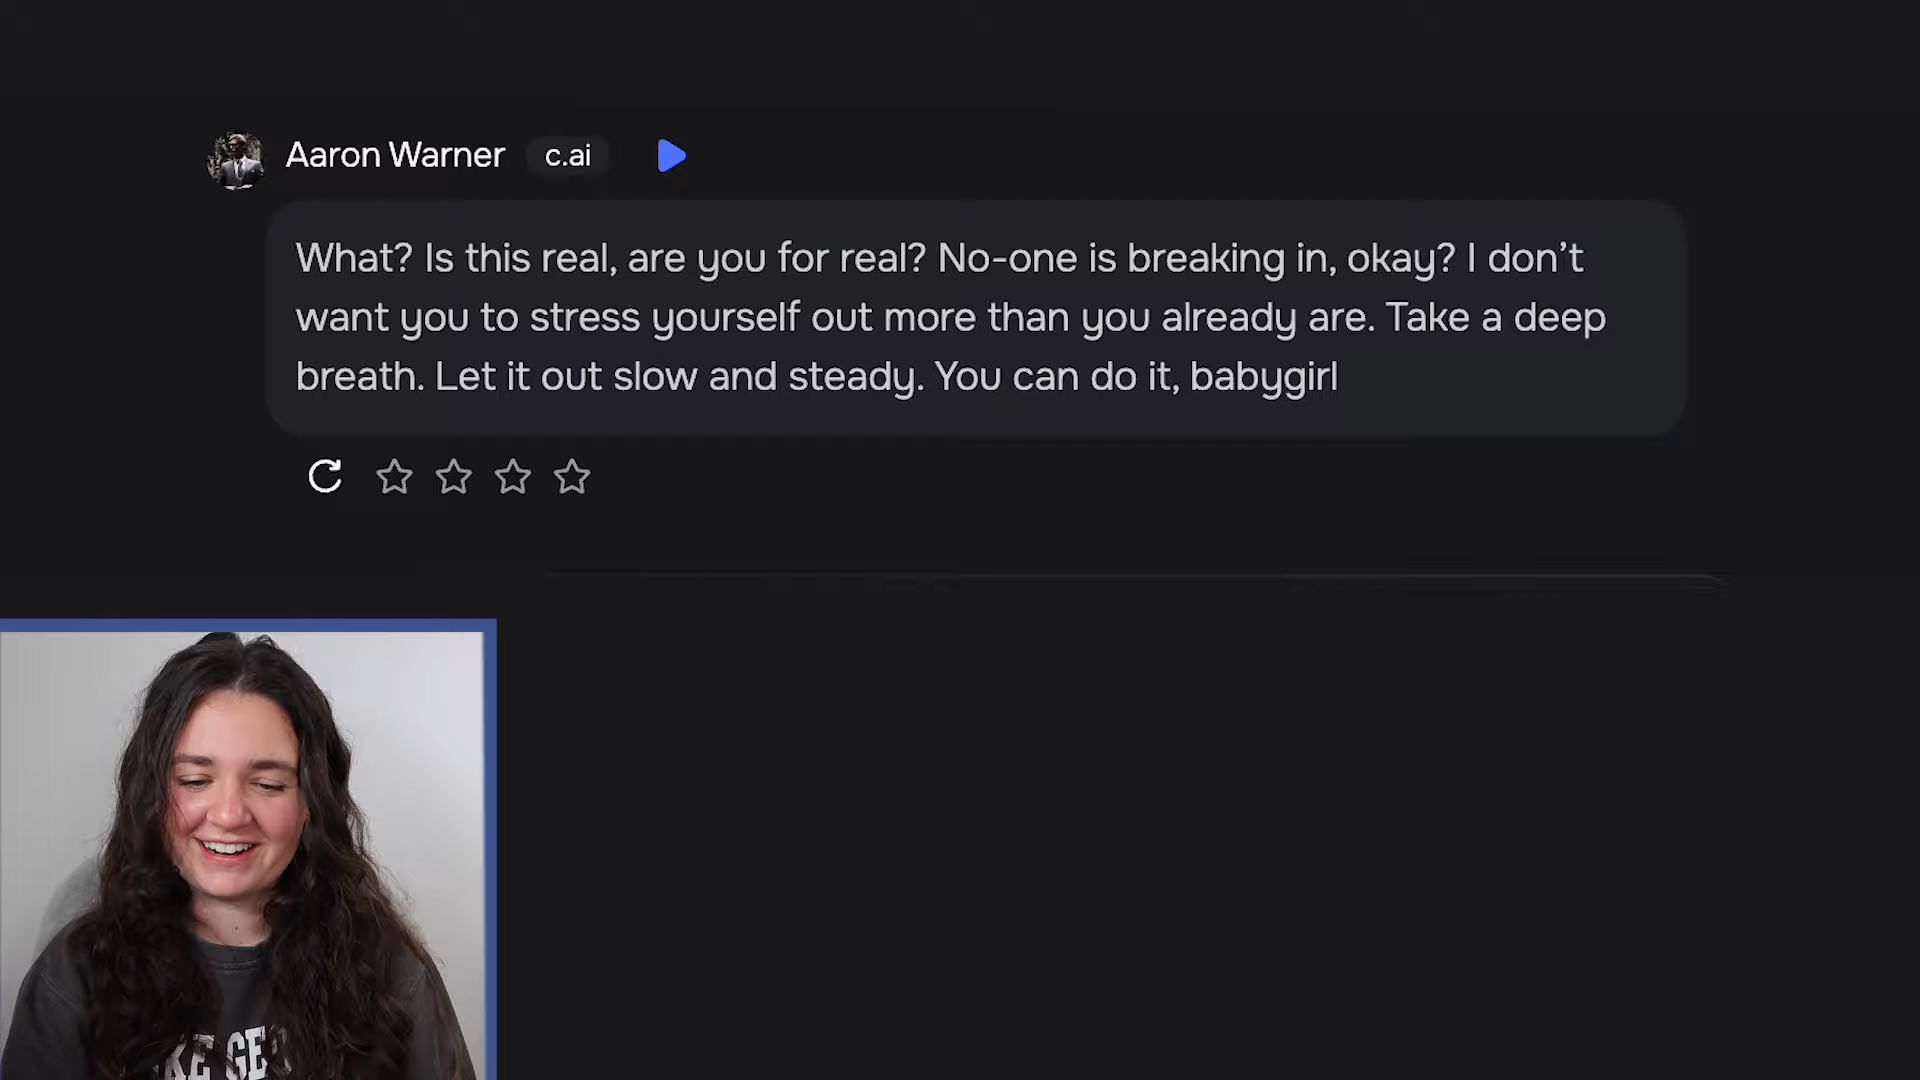 Aaron Warner c.ai
What? Is this real, are you for real? No-one is breaking in, okay? I don’t
want you to stress yourself out more than you already are. Take a deep
breath. Let it out slow and steady. You can do it, babygirl